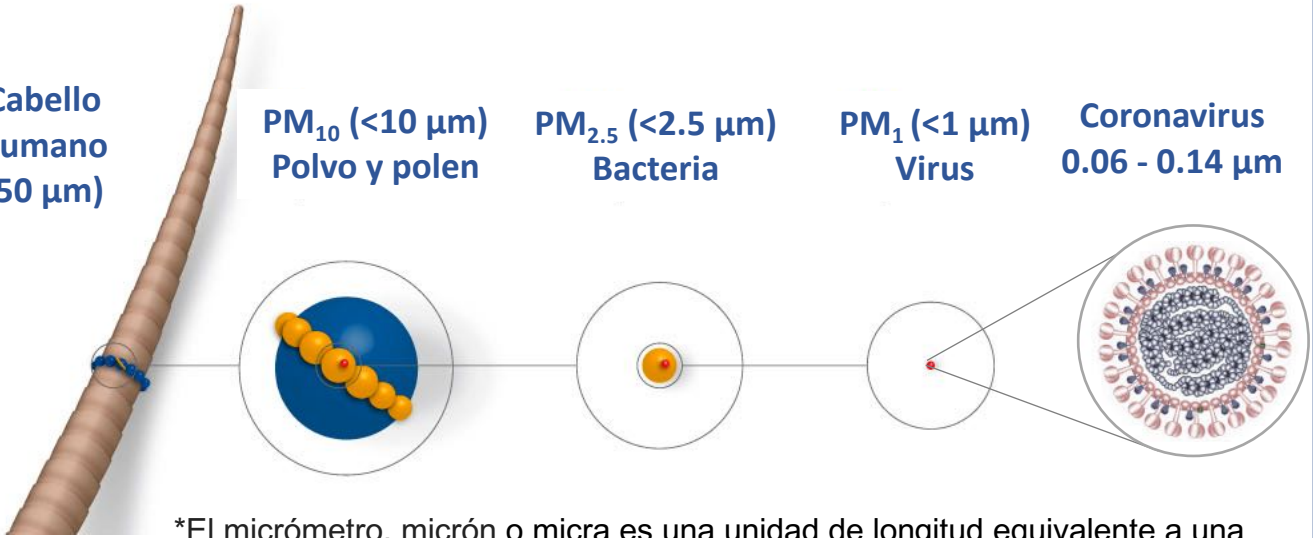 Cabello
umano
50 µm)
PM10 (<10 µm)
Polvo y polen
PM2.5 (<2.5 µm)
Bacteria
PM1 (<1 µm)
Virus
Coronavirus
0.06 - 0.14 µm
*El micrómetro, micrón o micra es una unidad de longitud equivalente a una